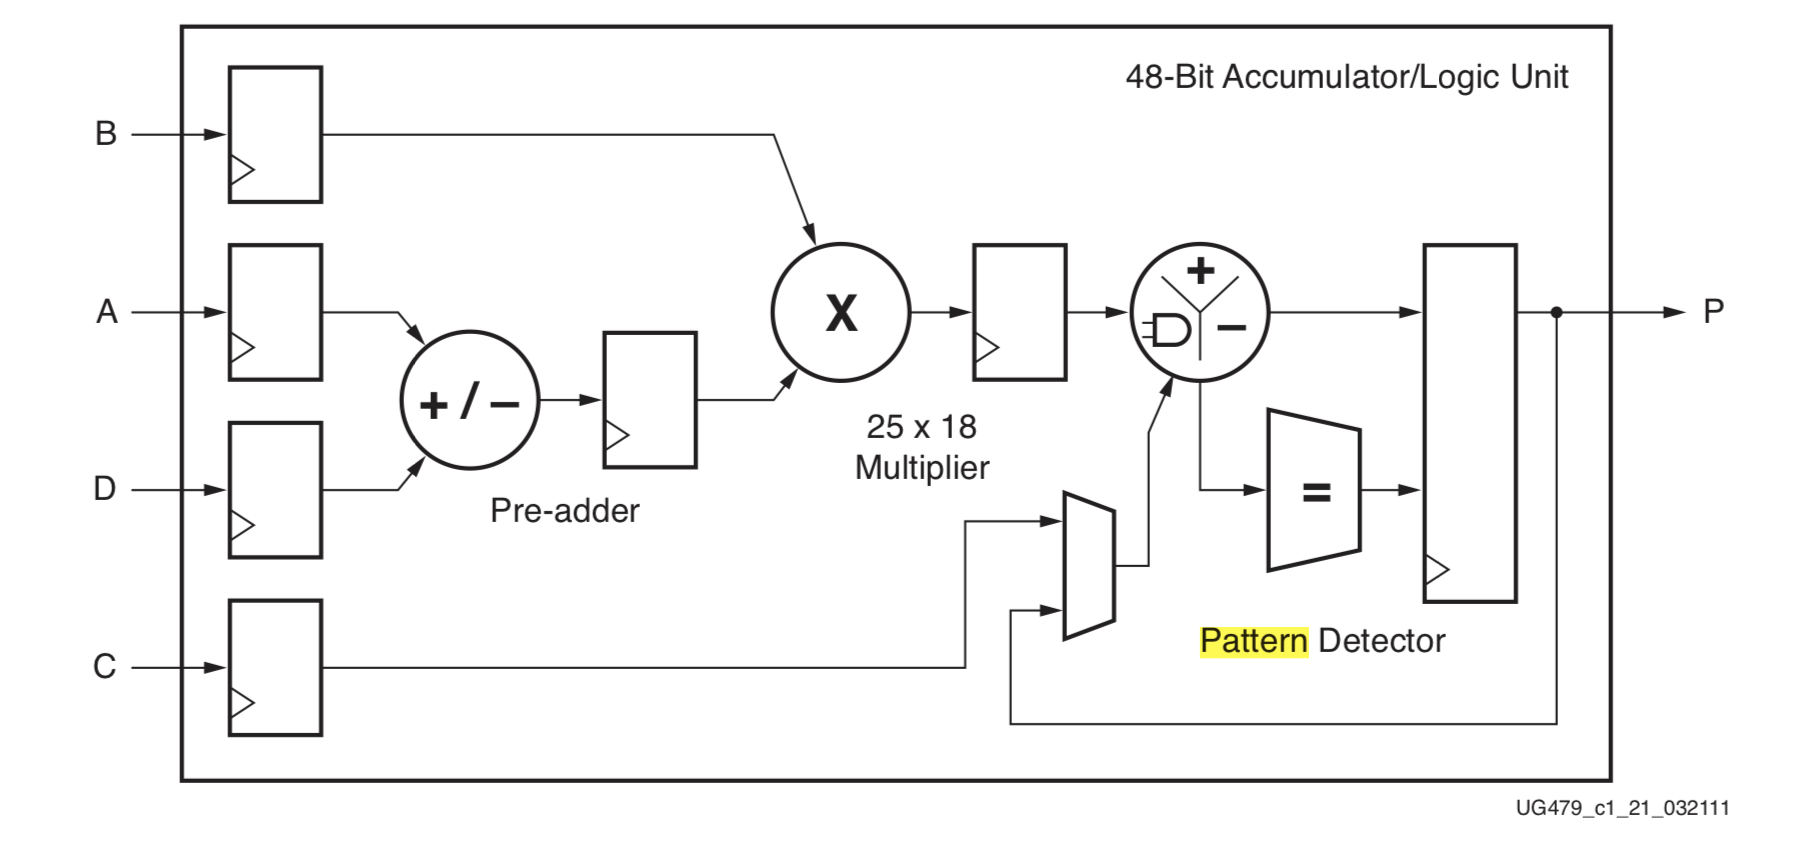 48-Bit Accumulator/Logic Unit
B
A
D
C
+ / −
Pre-adder
X
25 x 18
Multiplier
+
−
=
Pattern Detector
P
UG479_c1_21_032111